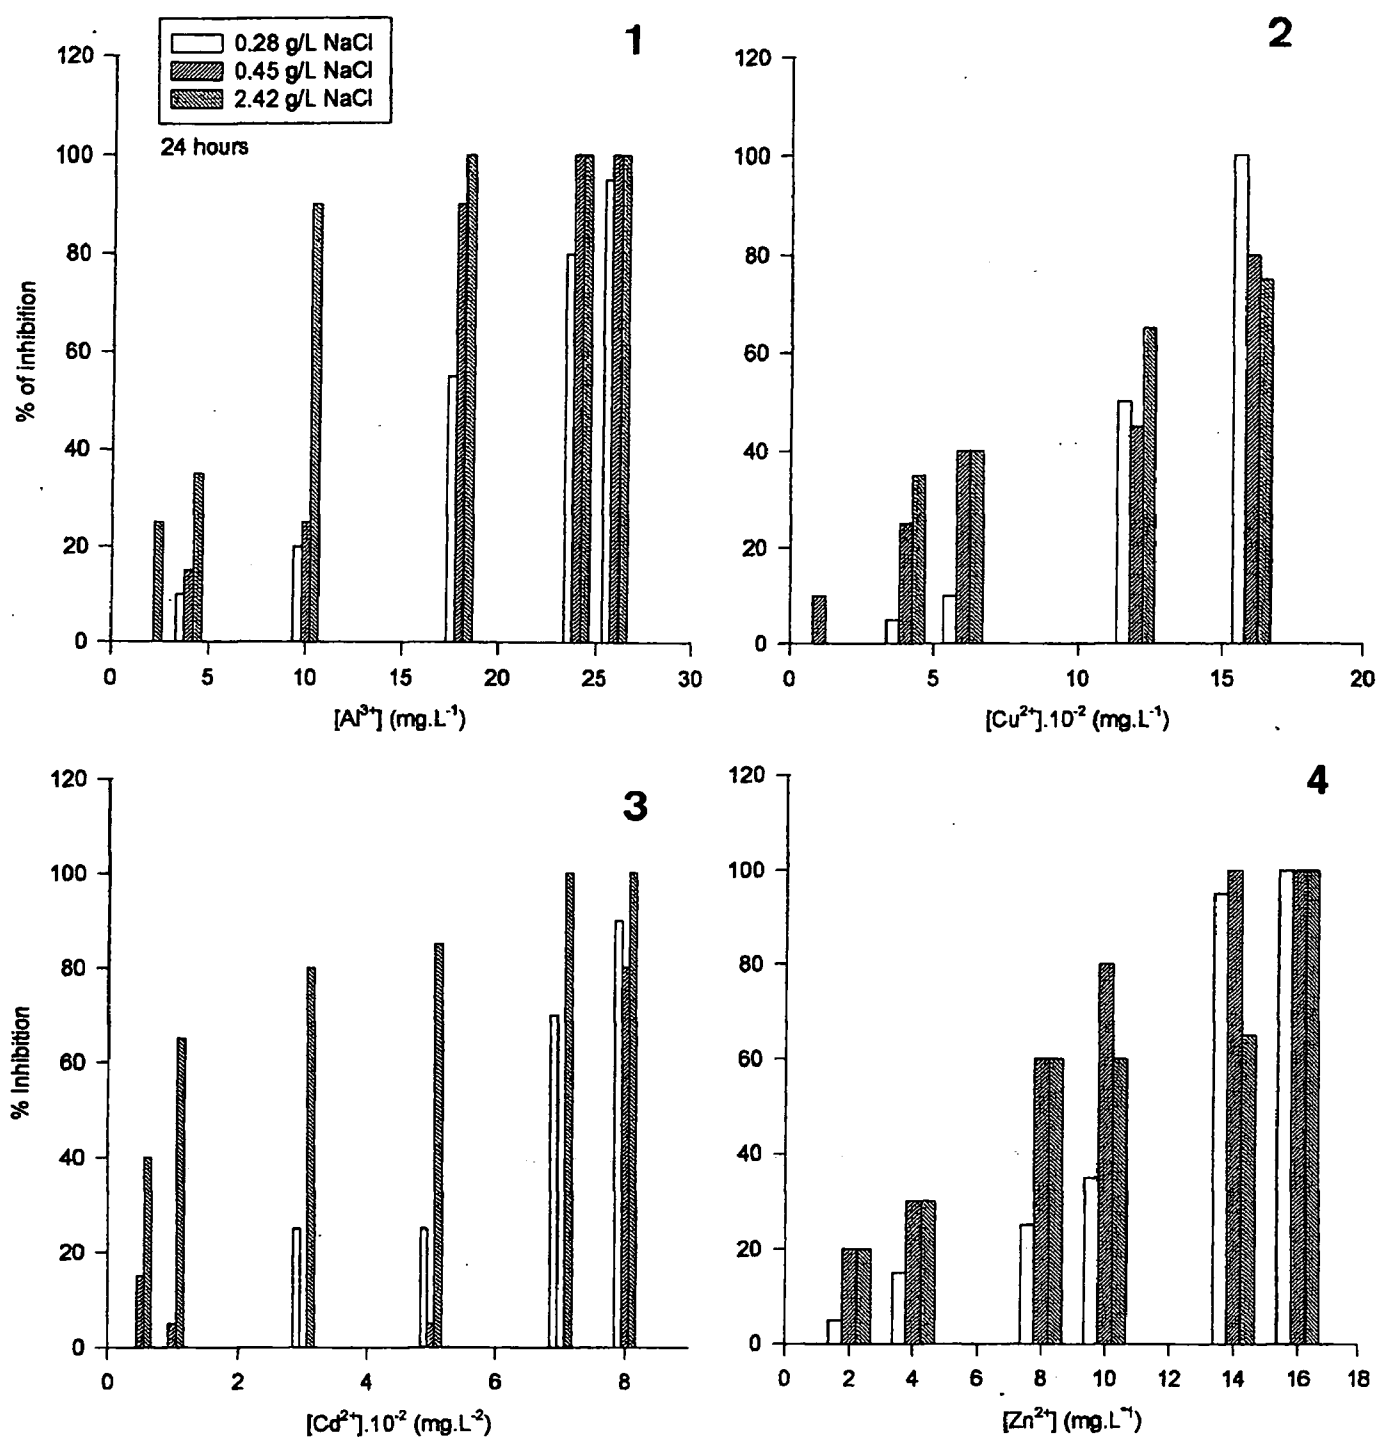 1
0.28 g/L NaCl
0.45 g/L NaCl
2.42 g/L NaCl
24 hours
120
100
80
60
40
20
0
% of inhibition
0 5 10 15 20 25 30
[Al³⁺] (mg.L⁻¹)
2
120
100
80
60
40
20
0
0 5 10 15 20
[Cu²⁺].10⁻² (mg.L⁻¹)
3
120
100
80
60
40
20
0
% Inhibition
0 2 4 6 8
[Cd²⁺].10⁻² (mg.L⁻²)
4
120
100
80
60
40
20
0
0 2 4 6 8 10 12 14 16 18
[Zn²⁺] (mg.L⁻¹)